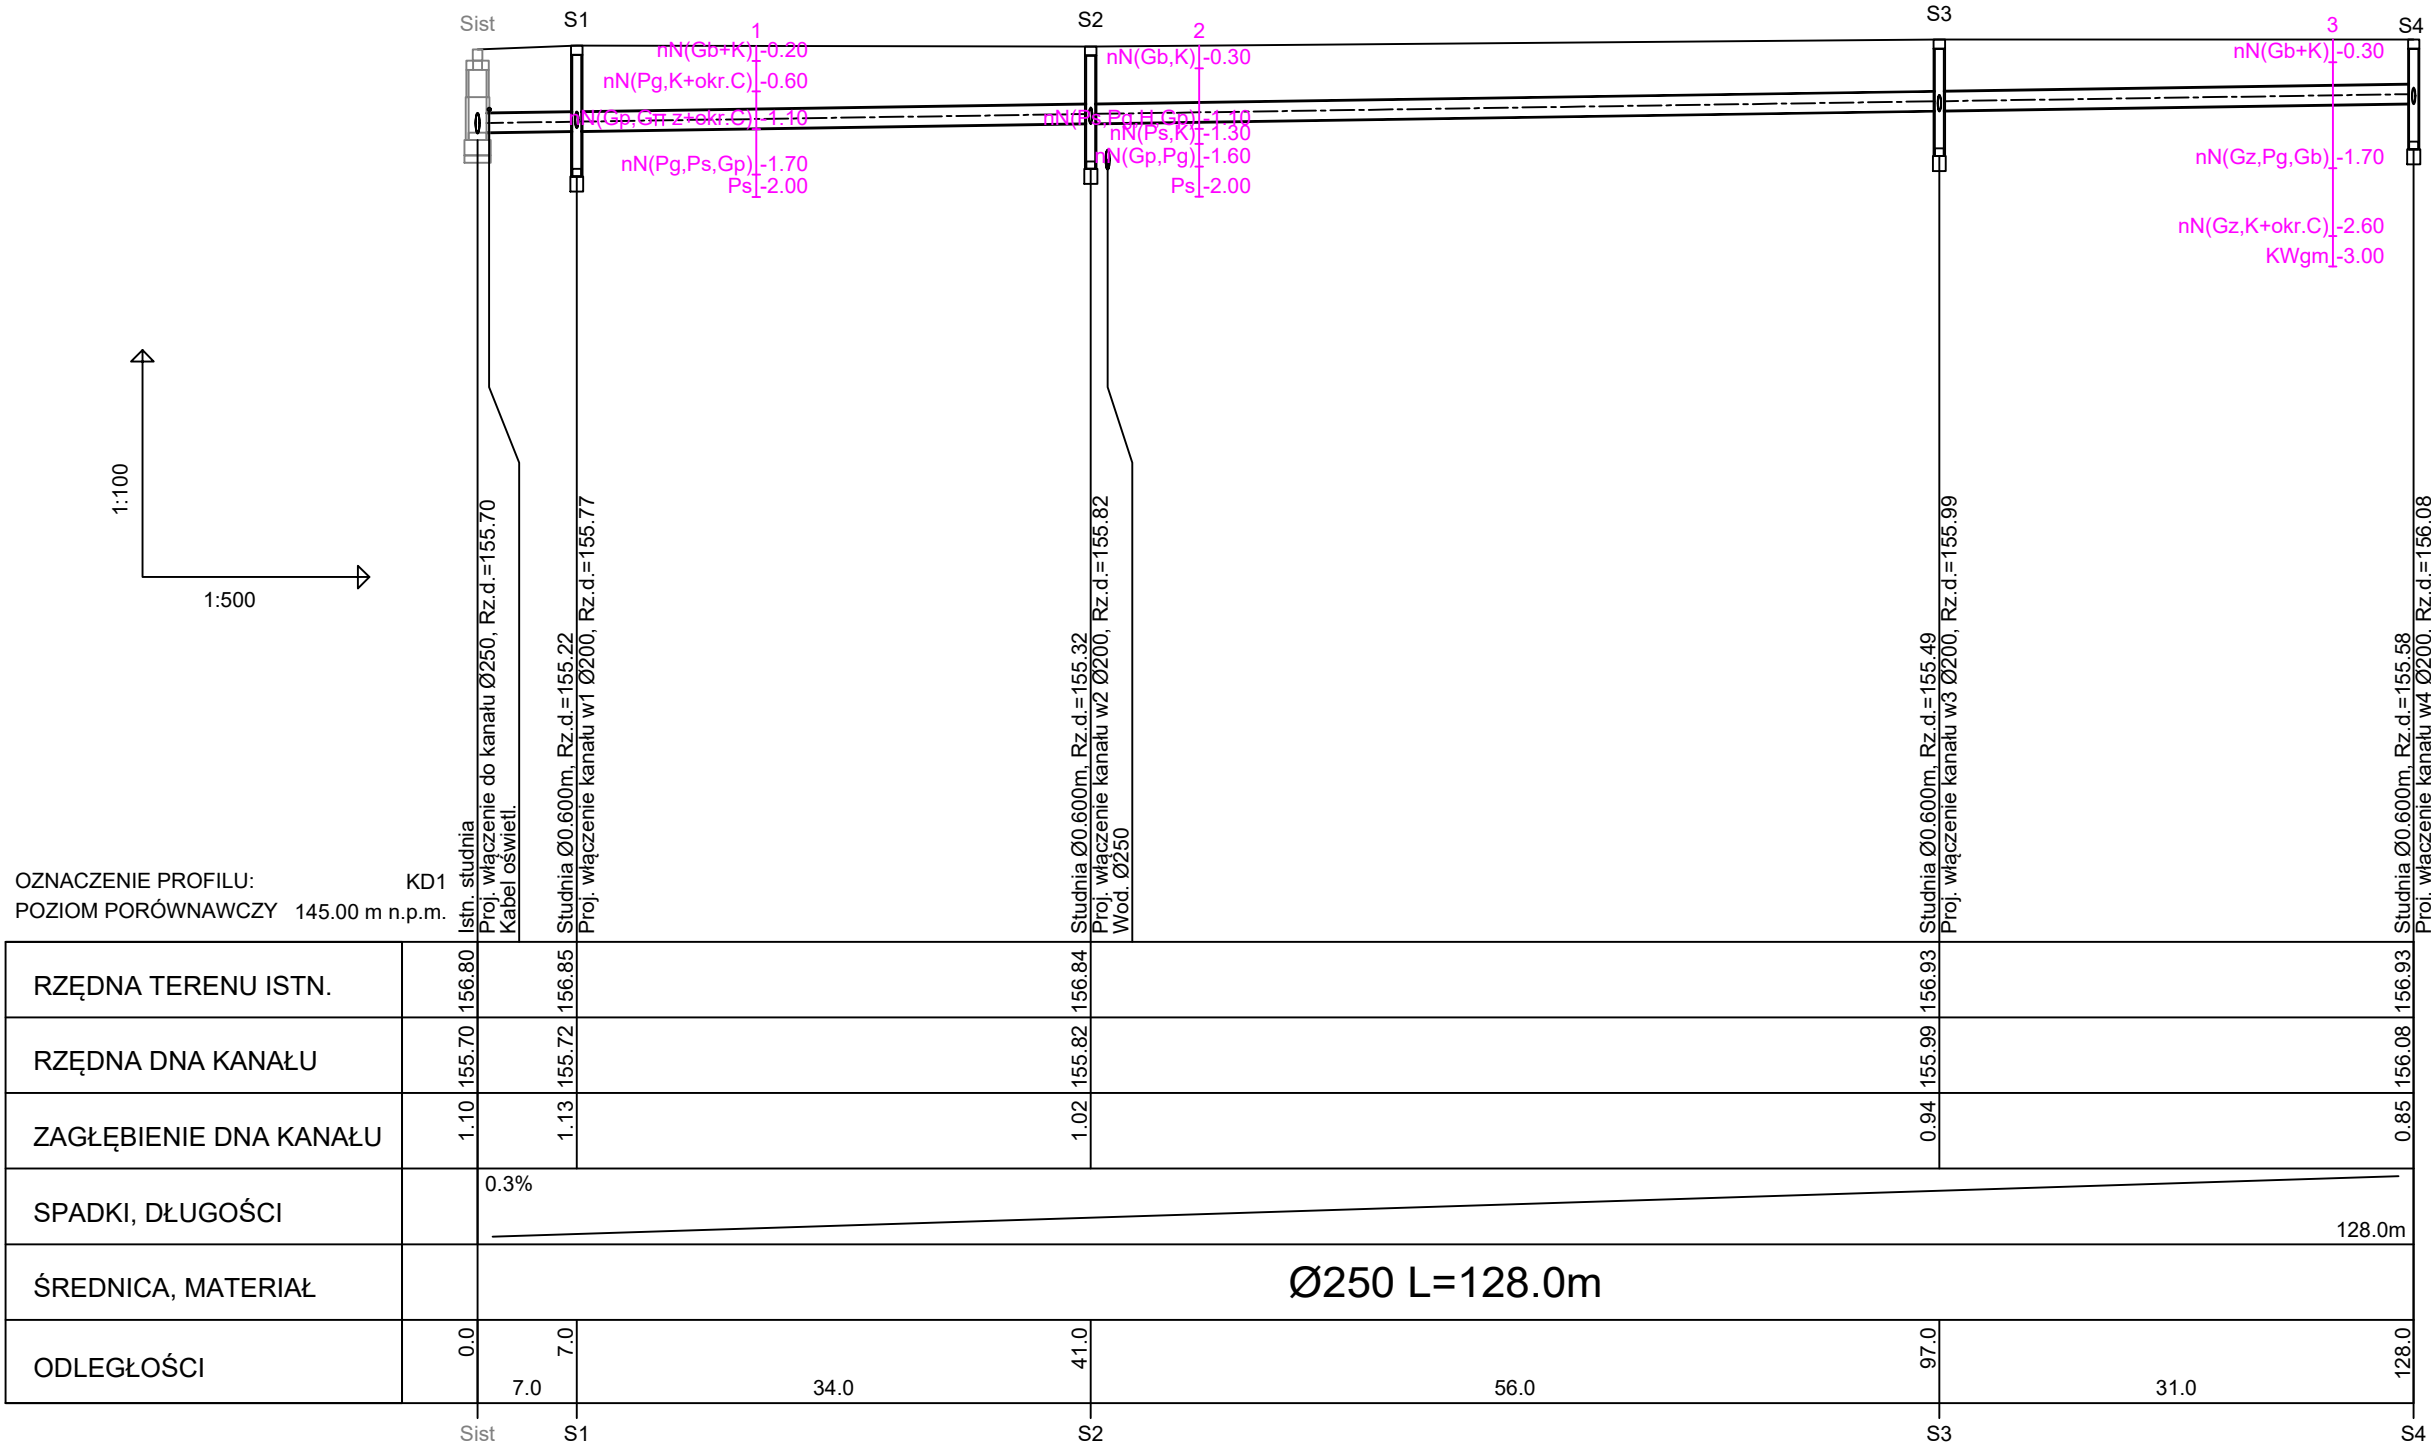 Sist
S1
S2
S3
S4
1
nN(Gb+K) -0.20
nN(Pg,K+okr.C) -0.60
nN(Gp,Gπ.z+okr.C) -1.10
nN(Pg,Ps,Gp) -1.70
Ps -2.00
2
nN(Gb,K) -0.30
nN(Ps,Pg,H,Gp) -1.10
nN(Ps,K) -1.30
nN(Gp,Pg) -1.60
Ps -2.00
3
nN(Gb+K) -0.30
nN(Gz,Pg,Gb) -1.70
nN(Gz,K+okr.C) -2.60
KWgm -3.00
1:100
1:500
Istn. studnia
Proj. włączenie do kanału Ø250, Rz.d.=155.70
Kabel oświetl.
Studnia Ø0.600m, Rz.d.=155.22
Proj. włączenie kanału w1 Ø200, Rz.d.=155.77
Studnia Ø0.600m, Rz.d.=155.32
Proj. włączenie kanału w2 Ø200, Rz.d.=155.82
Wod. Ø250
Studnia Ø0.600m, Rz.d.=155.49
Proj. włączenie kanału w3 Ø200, Rz.d.=155.99
Studnia Ø0.600m, Rz.d.=155.58
Proj. włączenie kanału w4 Ø200, Rz.d.=156.08
OZNACZENIE PROFILU: KD1
POZIOM PORÓWNAWCZY 145.00 m n.p.m.
RZĘDNA TERENU ISTN. 156.80 156.85 156.84 156.93 156.93
RZĘDNA DNA KANAŁU 155.70 155.72 155.82 155.99 156.08
ZAGŁĘBIENIE DNA KANAŁU 1.10 1.13 1.02 0.94 0.85
SPADKI, DŁUGOŚCI 0.3% 128.0m
ŚREDNICA, MATERIAŁ Ø250 L=128.0m
ODLEGŁOŚCI 0.0 7.0 41.0 97.0 128.0
7.0 34.0 56.0 31.0
Sist S1 S2 S3 S4